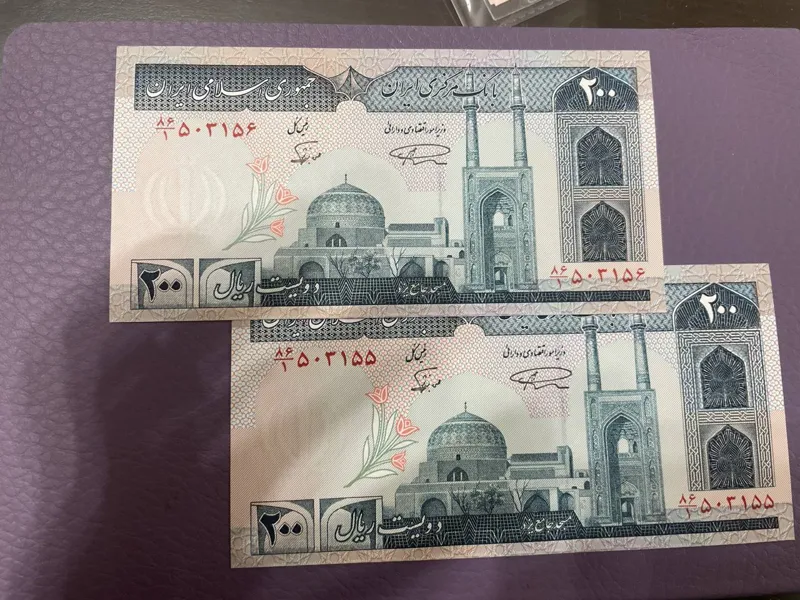 بانک مرکزی ایران جمهوری اسلامی ایران ۲۰۰
۸۶/۱ ۵۰۳۱۵۶
وزیر امور اقتصادی و دارائی رئیس کل
۸۶/۱ ۵۰۳۱۵۶
۲۰۰ دویست ریال مسجد جامع یزد
۲۰۰
۸۶/۱ ۵۰۳۱۵۵
وزیر امور اقتصادی و دارائی رئیس کل
۸۶/۱ ۵۰۳۱۵۵
۲۰۰ دویست ریال مسجد جامع یزد